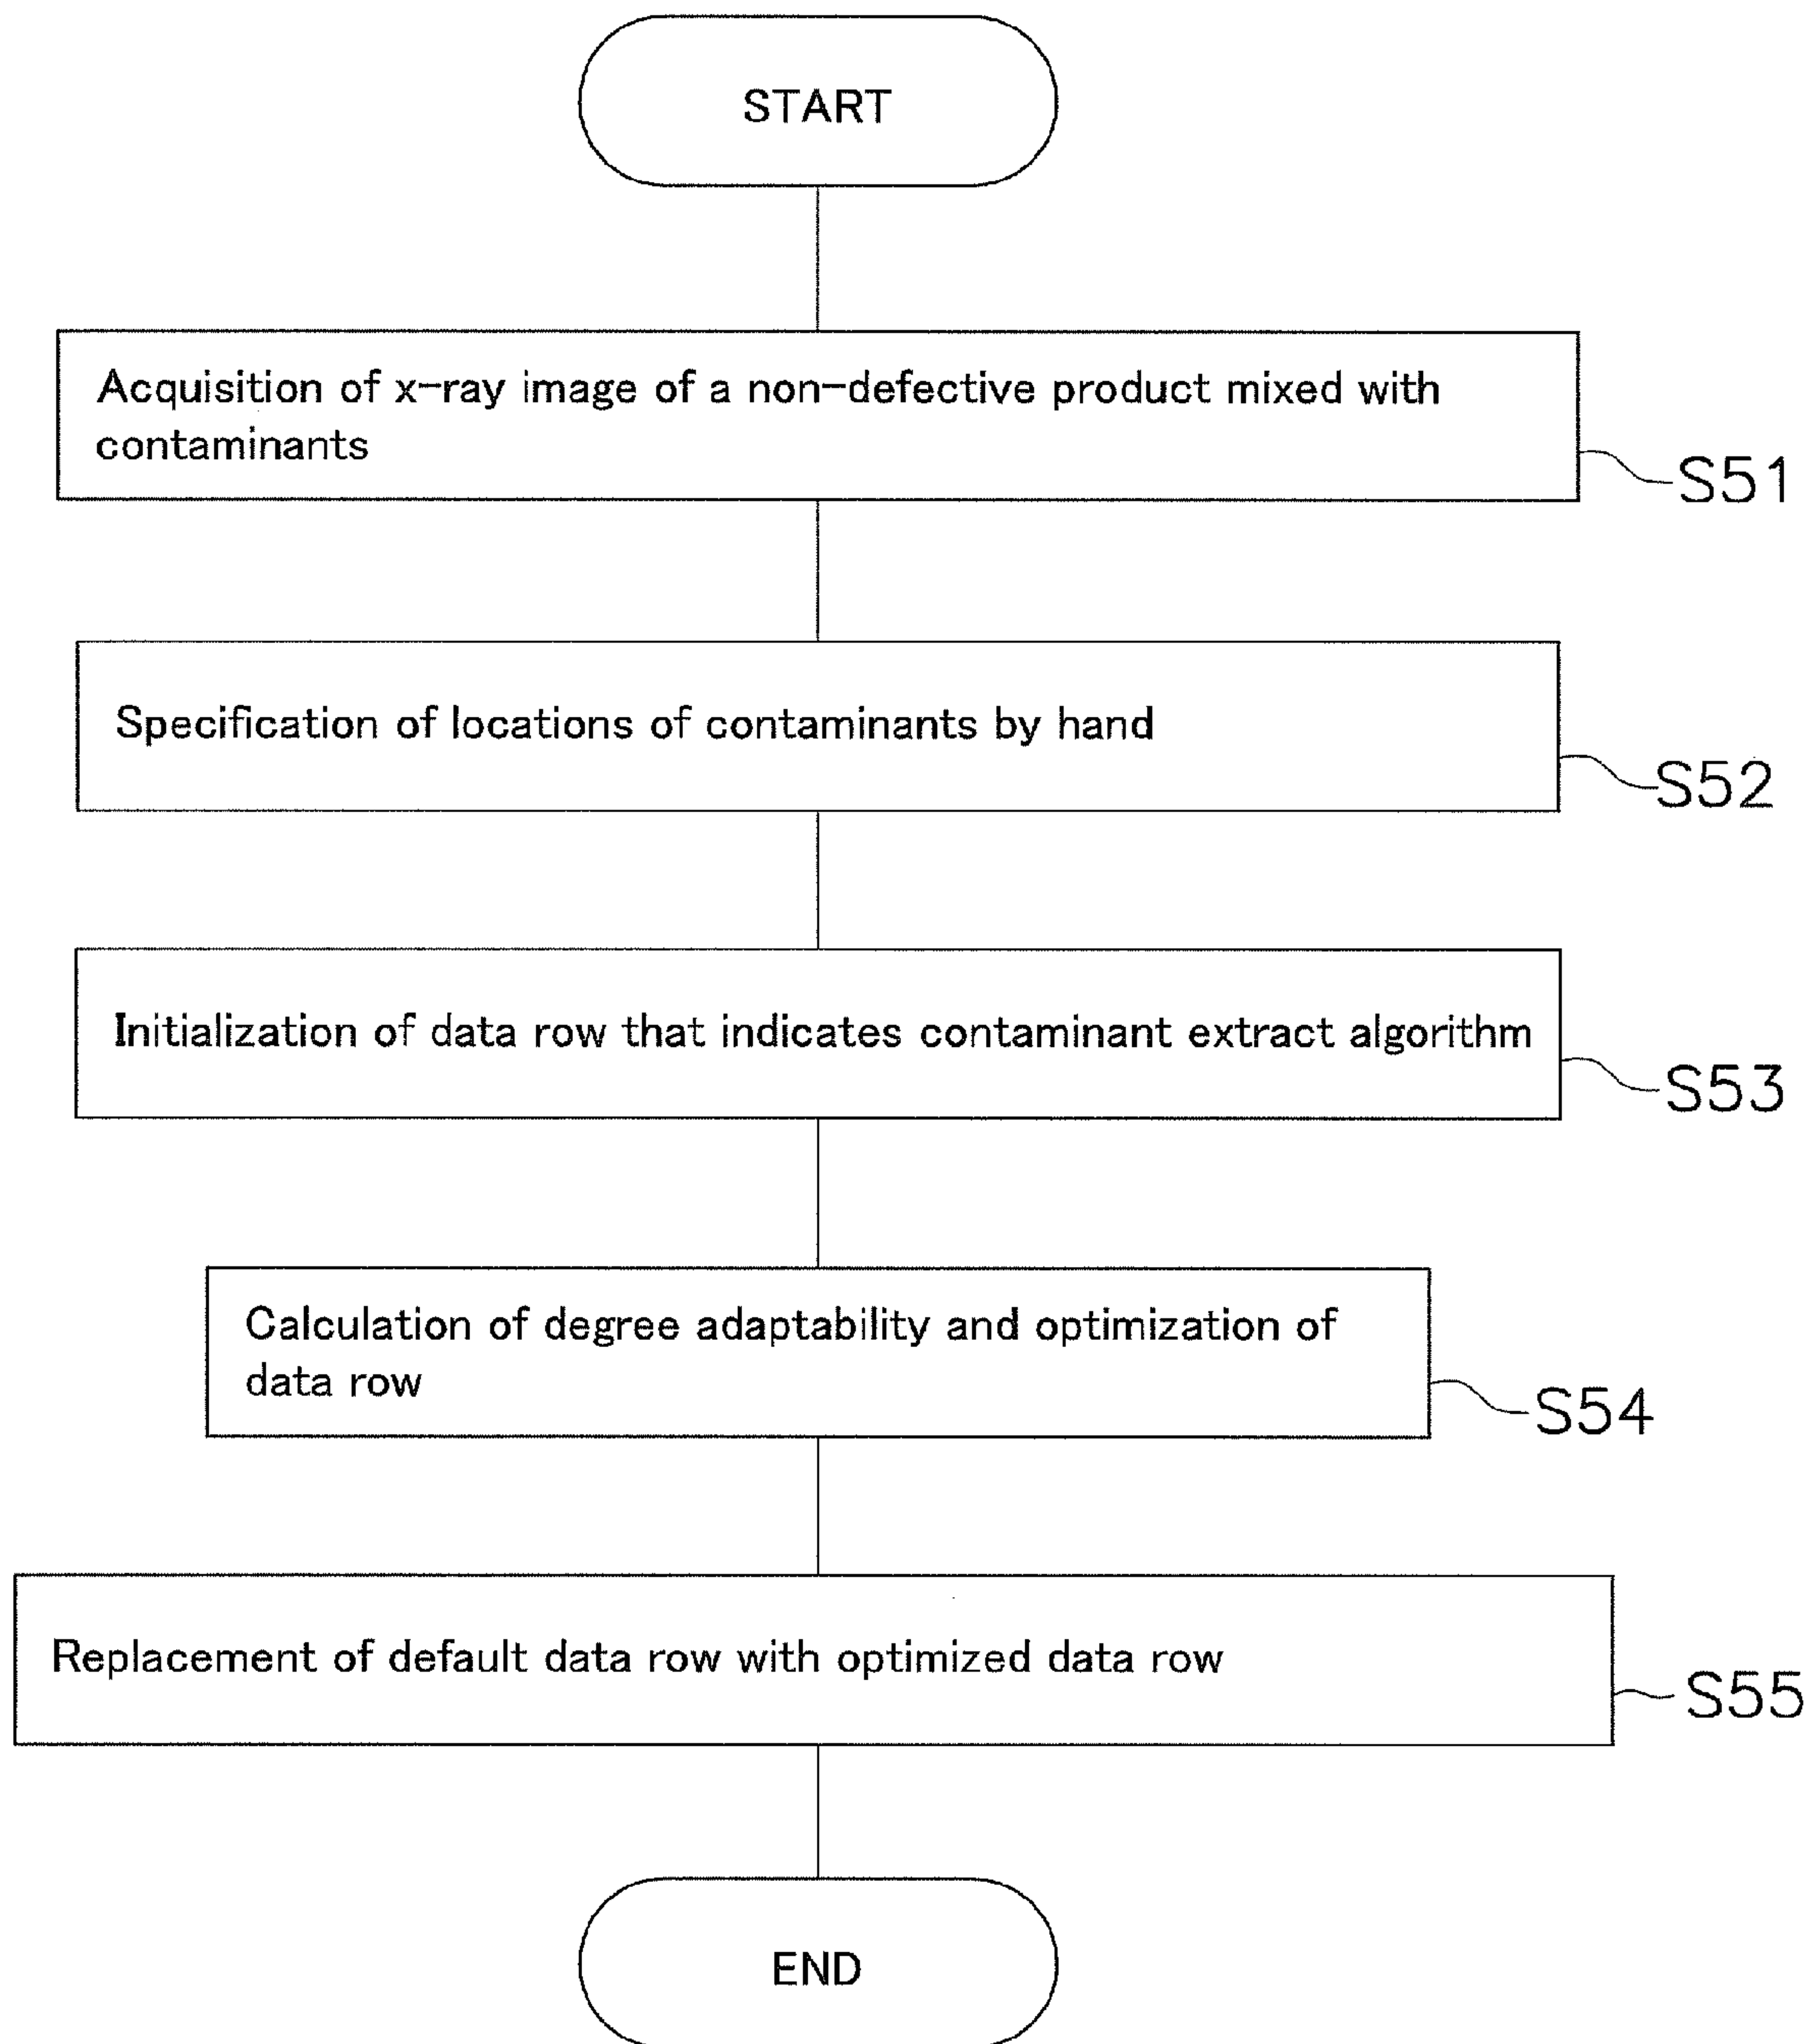 START
Acquisition of x-ray image of a non-defective product mixed with
contaminants
S51
Specification of locations of contaminants by hand
S52
Initialization of data row that indicates contaminant extract algorithm
S53
Calculation of degree adaptability and optimization of
data row
S54
Replacement of default data row with optimized data row
S55
END